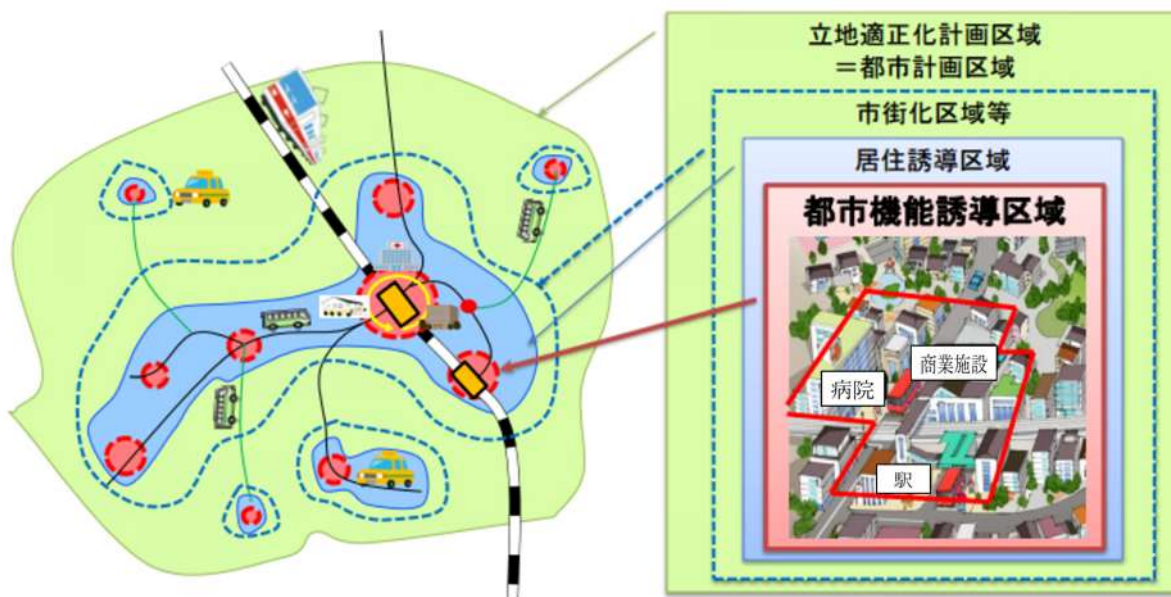 立地適正化計画区域
＝都市計画区域
市街化区域等
居住誘導区域
都市機能誘導区域
商業施設
病院
駅